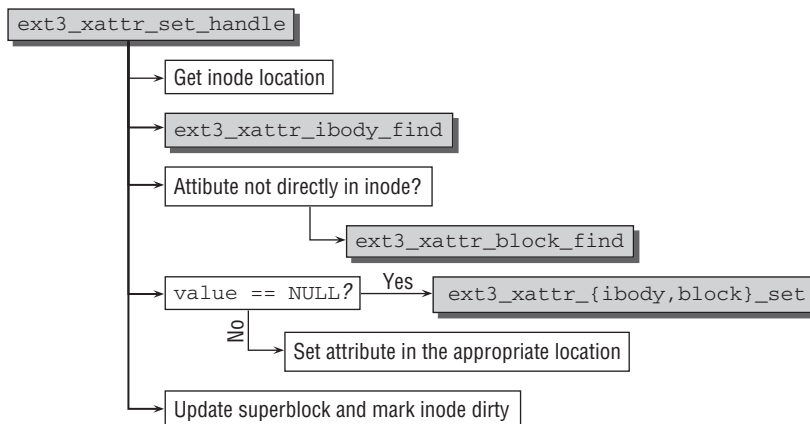 ext3_xattr_set_handle
Get inode location
ext3_xattr_ibody_find
Attibute not directly in inode?
ext3_xattr_block_find
value == NULL?
Yes
ext3_xattr_{ibody,block}_set
No
Set attribute in the appropriate location
Update superblock and mark inode dirty